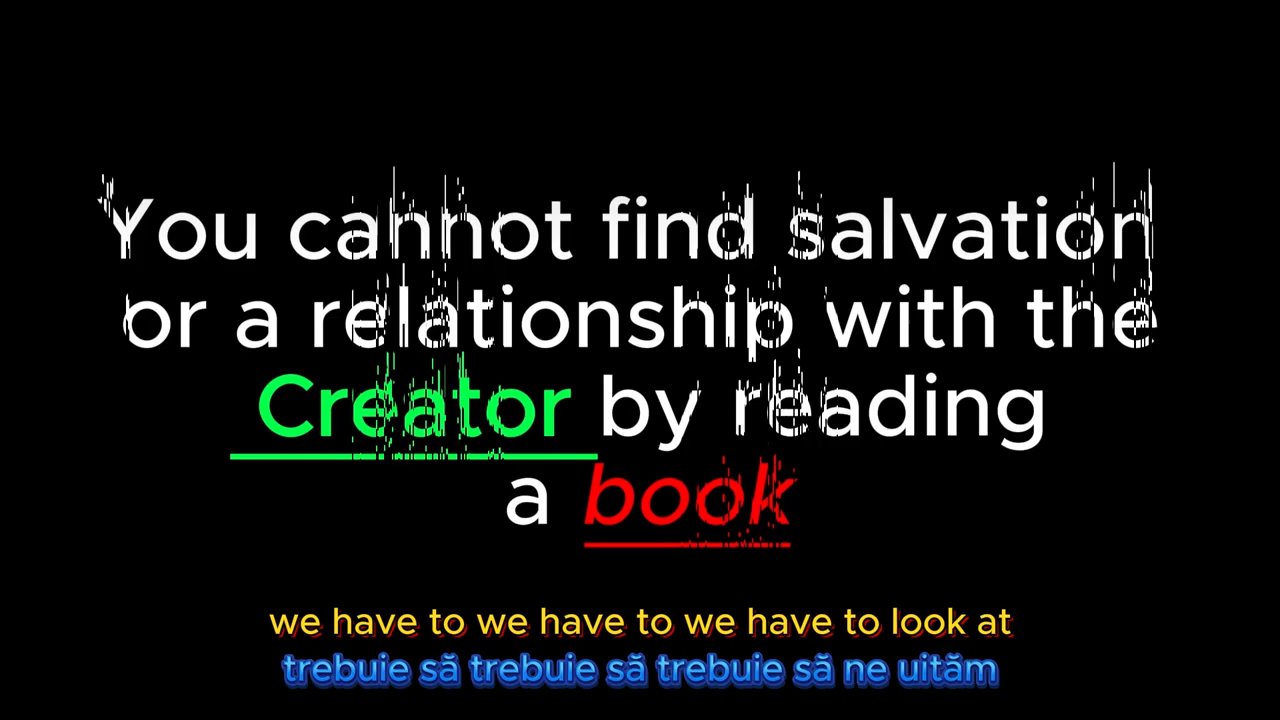 You cannot find salvation
or a relationship with the
Creator by reading
a book
we have to we have to we have to look at
trebuie să trebuie să trebuie să ne uităm